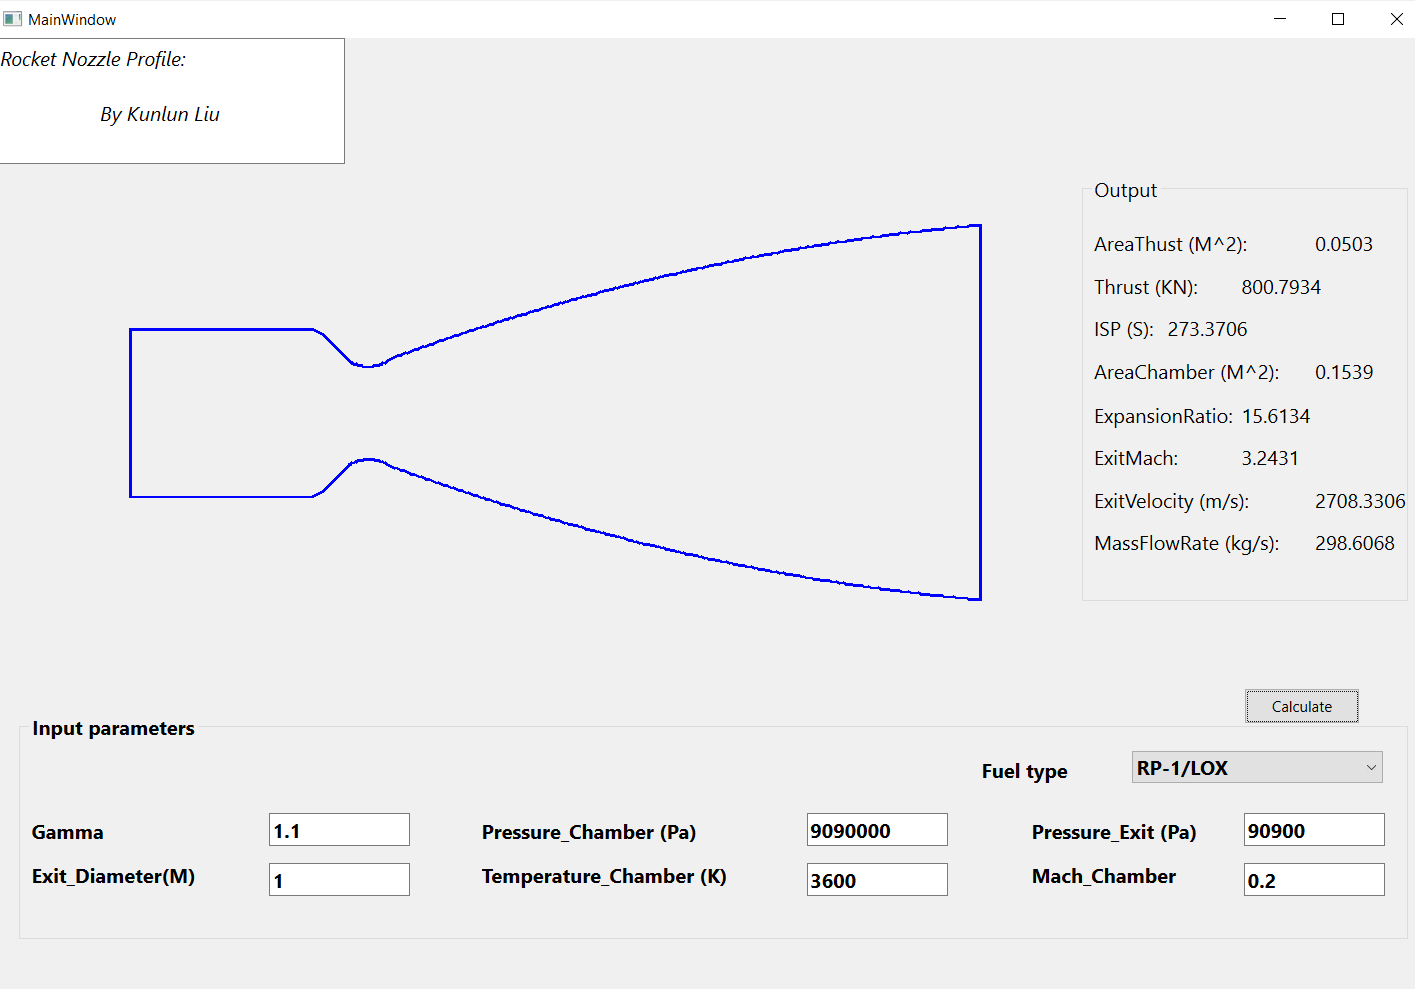 MainWindow
Rocket Nozzle Profile:
By Kunlun Liu
Output
AreaThust (M^2): 0.0503
Thrust (KN): 800.7934
ISP (S): 273.3706
AreaChamber (M^2): 0.1539
ExpansionRatio: 15.6134
ExitMach: 3.2431
ExitVelocity (m/s): 2708.3306
MassFlowRate (kg/s): 298.6068
Calculate
Input parameters
Fuel type RP-1/LOX
Gamma 1.1 Pressure_Chamber (Pa) 9090000 Pressure_Exit (Pa) 90900
Exit_Diameter(M) 1 Temperature_Chamber (K) 3600 Mach_Chamber 0.2